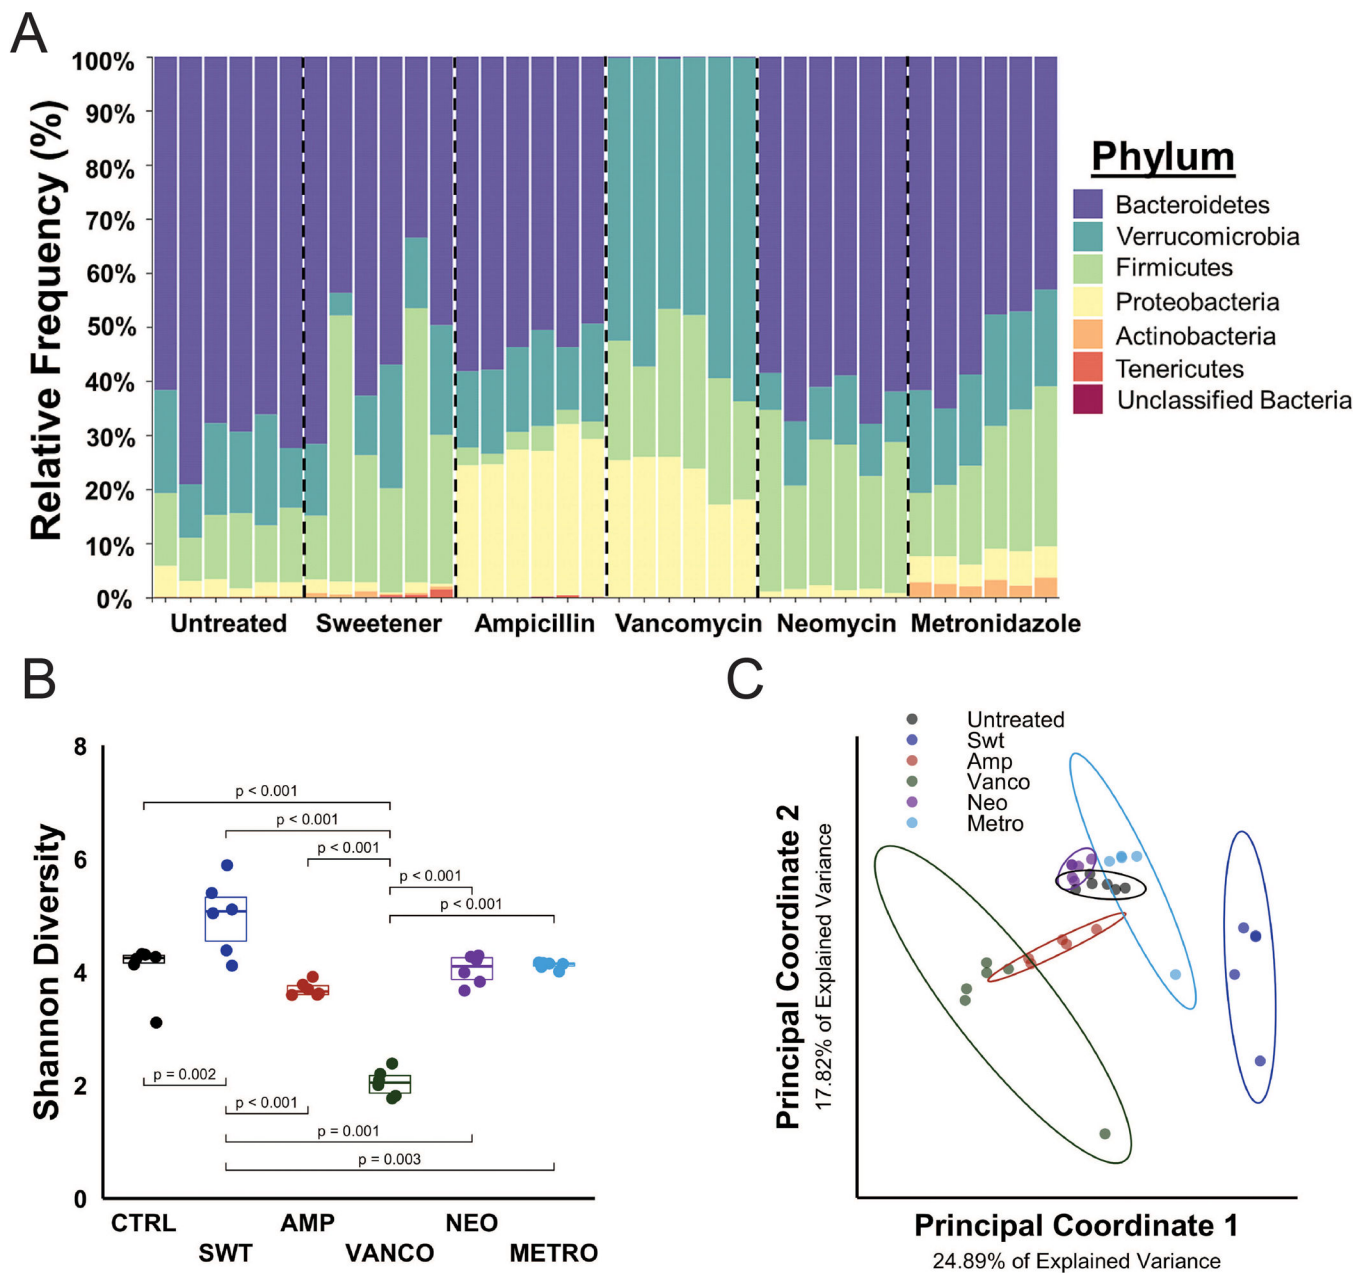 A
Relative Frequency (%)
100%
90%
80%
70%
60%
50%
40%
30%
20%
10%
0%
Untreated
Sweetener
Ampicillin
Vancomycin
Neomycin
Metronidazole
Phylum
Bacteroidetes
Verrucomicrobia
Firmicutes
Proteobacteria
Actinobacteria
Tenericutes
Unclassified Bacteria
B
Shannon Diversity
8
6
4
2
0
p < 0.001
p < 0.001
p < 0.001
p < 0.001
p < 0.001
p = 0.002
p < 0.001
p = 0.001
p = 0.003
CTRL
SWT
AMP
VANCO
NEO
METRO
C
Untreated
Swt
Amp
Vanco
Neo
Metro
Principal Coordinate 2
17.82% of Explained Variance
Principal Coordinate 1
24.89% of Explained Variance